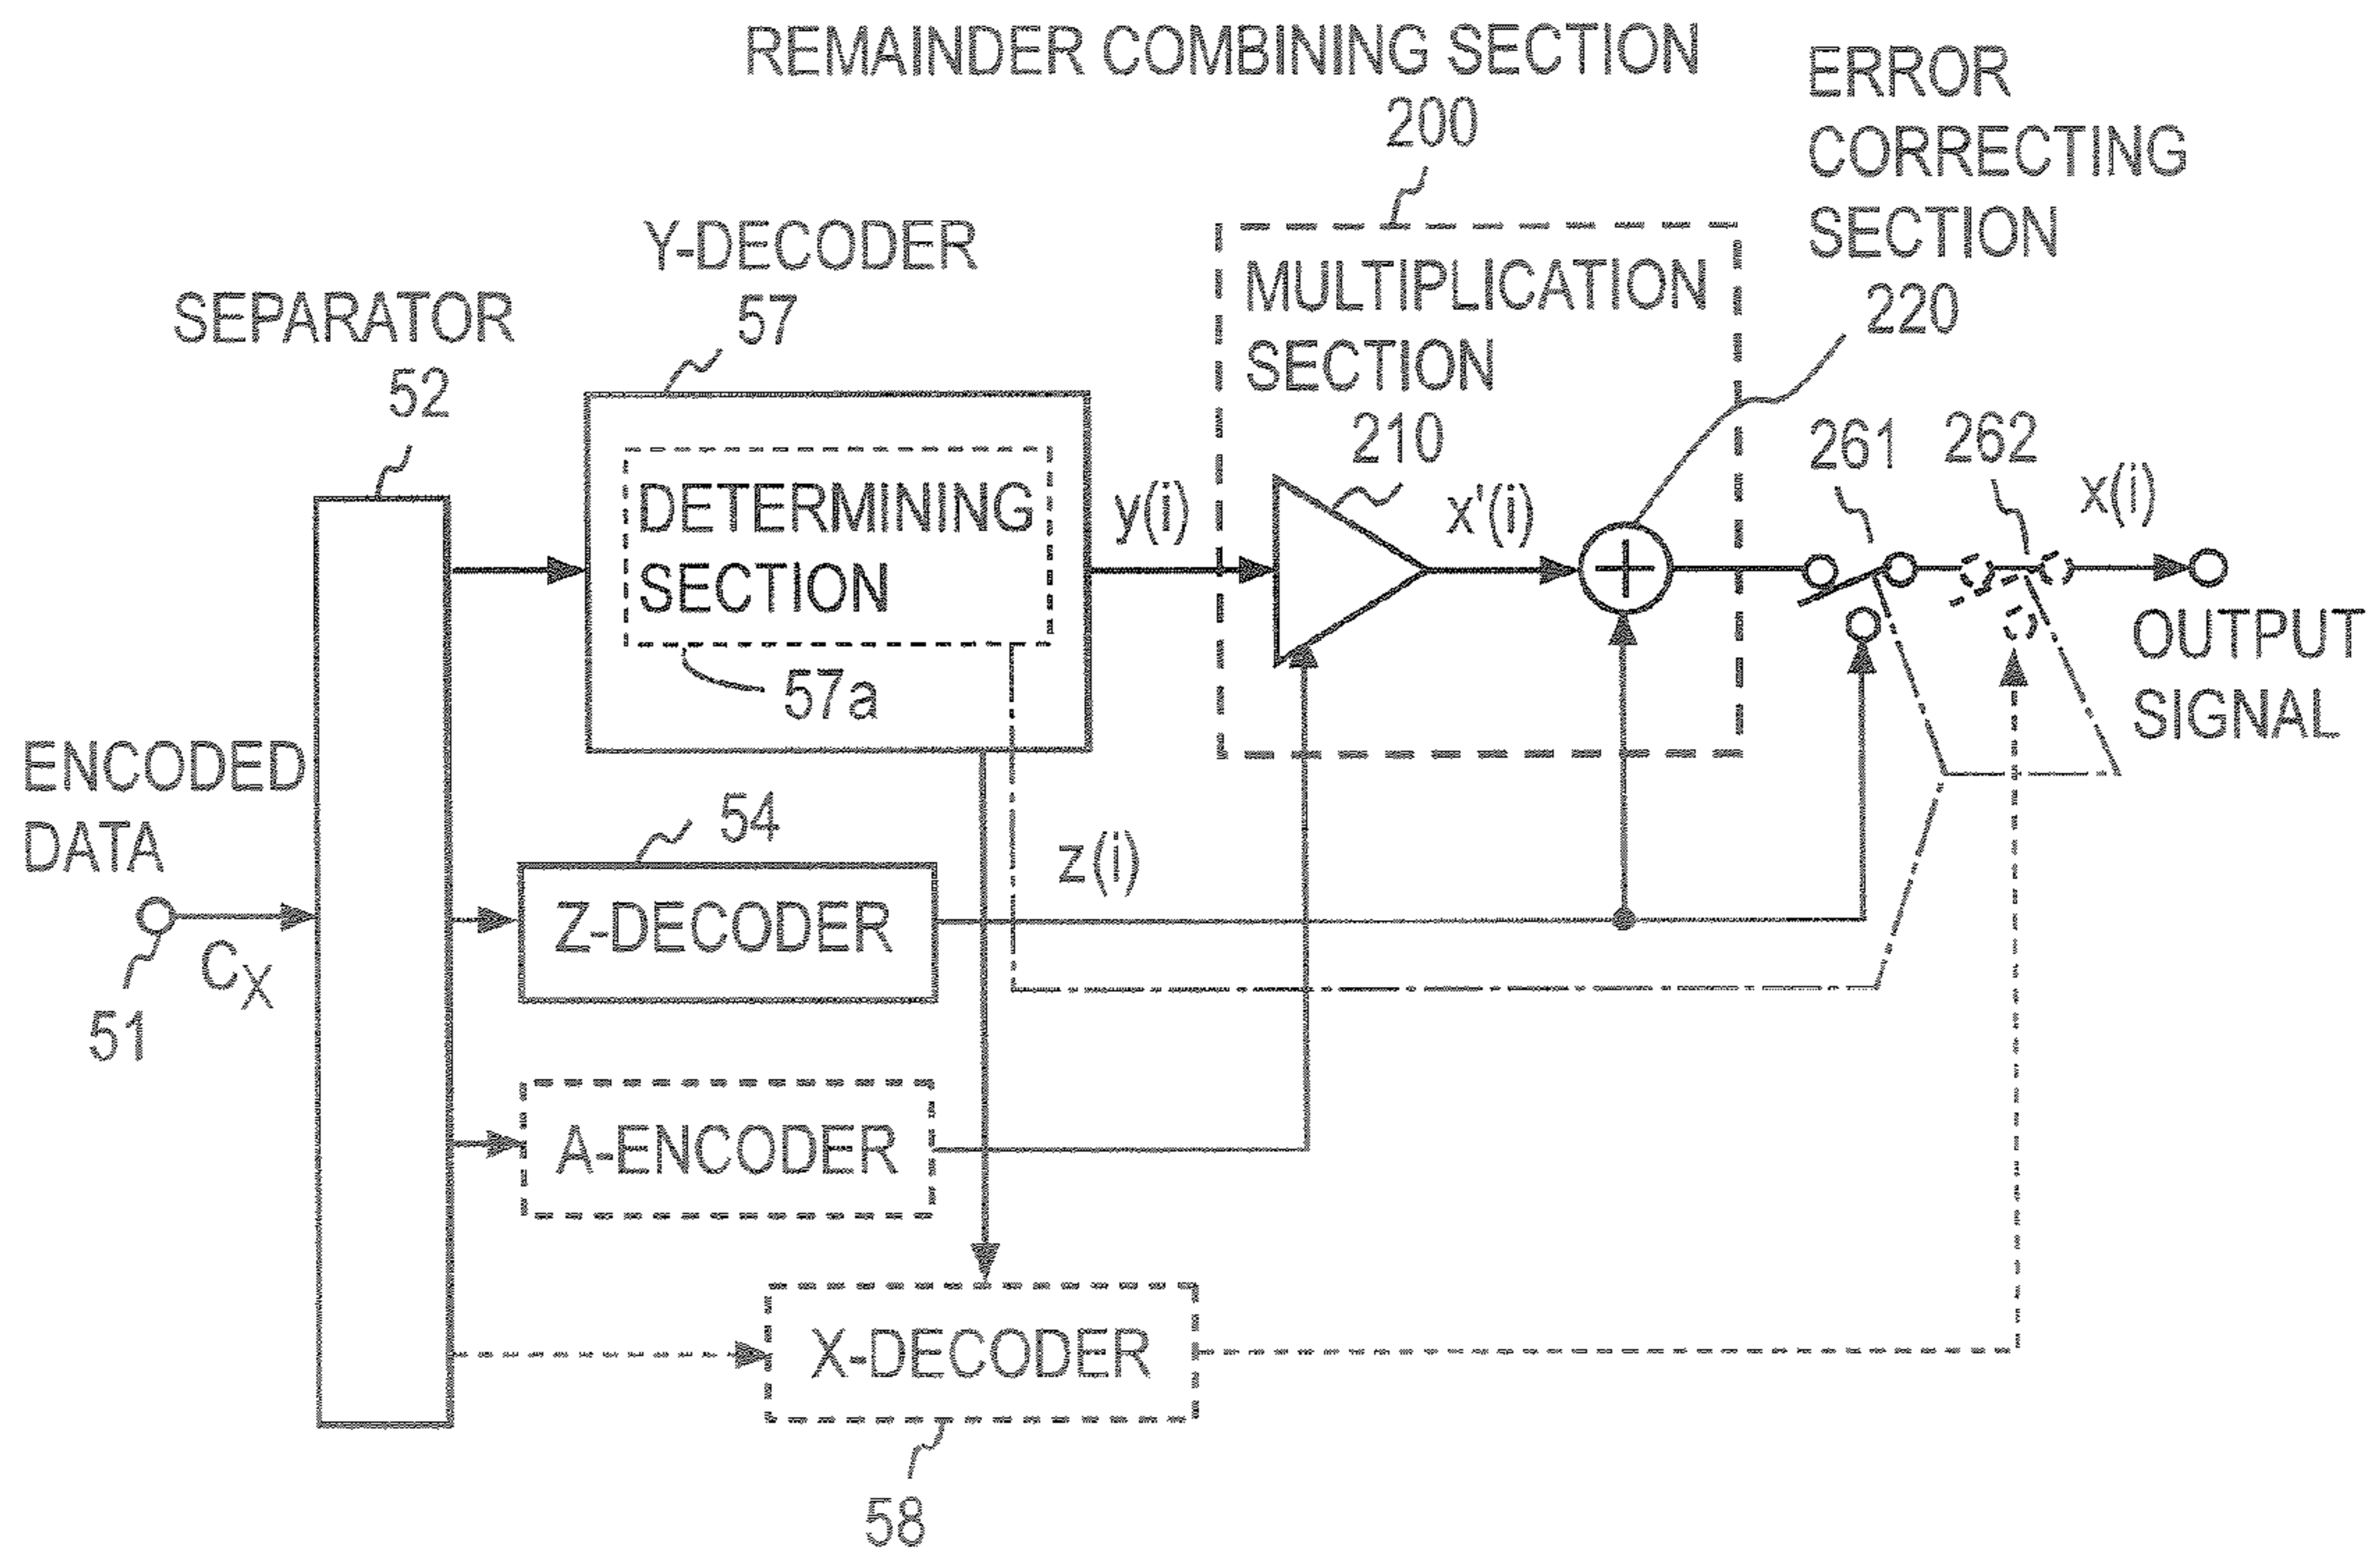 REMAINDER COMBINING SECTION
200
ERROR
CORRECTING
SECTION
220
Y-DECODER
57
SEPARATOR
52
MULTIPLICATION
SECTION
210
DETERMINING
SECTION
57a
y(i)
x'(i)
261
262
x(i)
OUTPUT
SIGNAL
ENCODED
DATA
51
CX
54
Z-DECODER
z(i)
A-ENCODER
X-DECODER
58